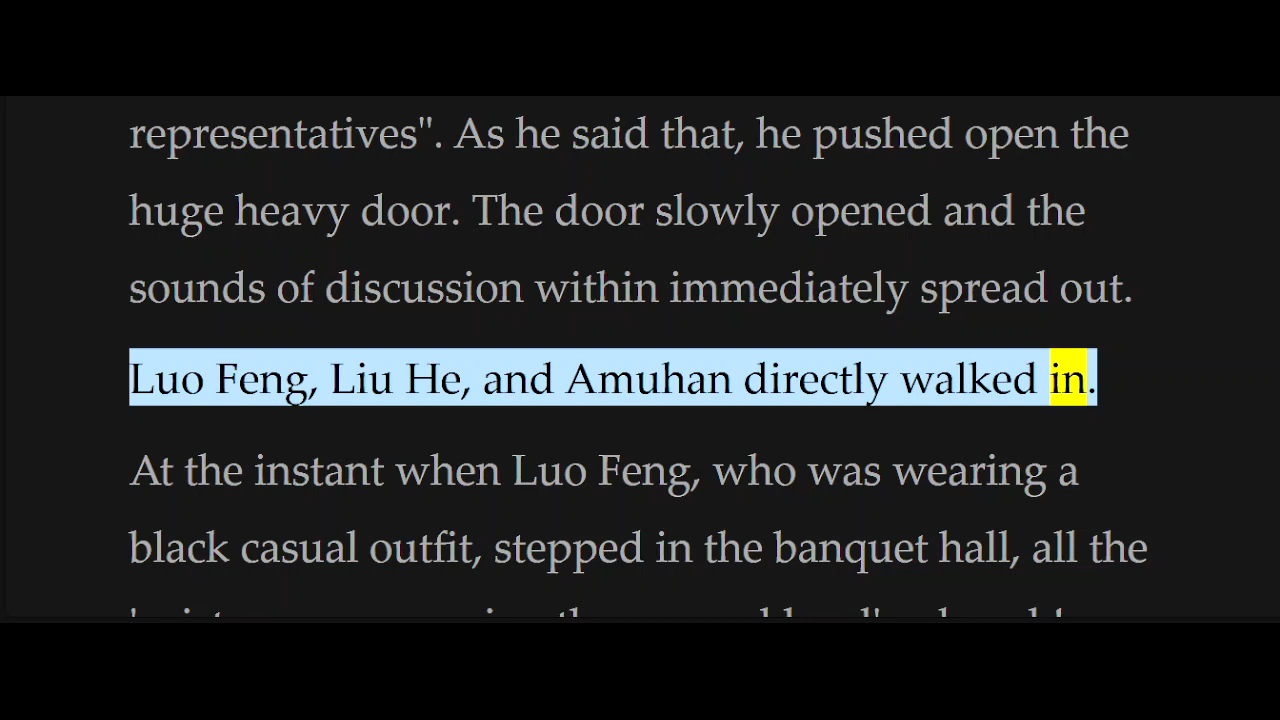 representatives". As he said that, he pushed open the
huge heavy door. The door slowly opened and the
sounds of discussion within immediately spread out.
Luo Feng, Liu He, and Amuhan directly walked in.
At the instant when Luo Feng, who was wearing a
black casual outfit, stepped in the banquet hall, all the